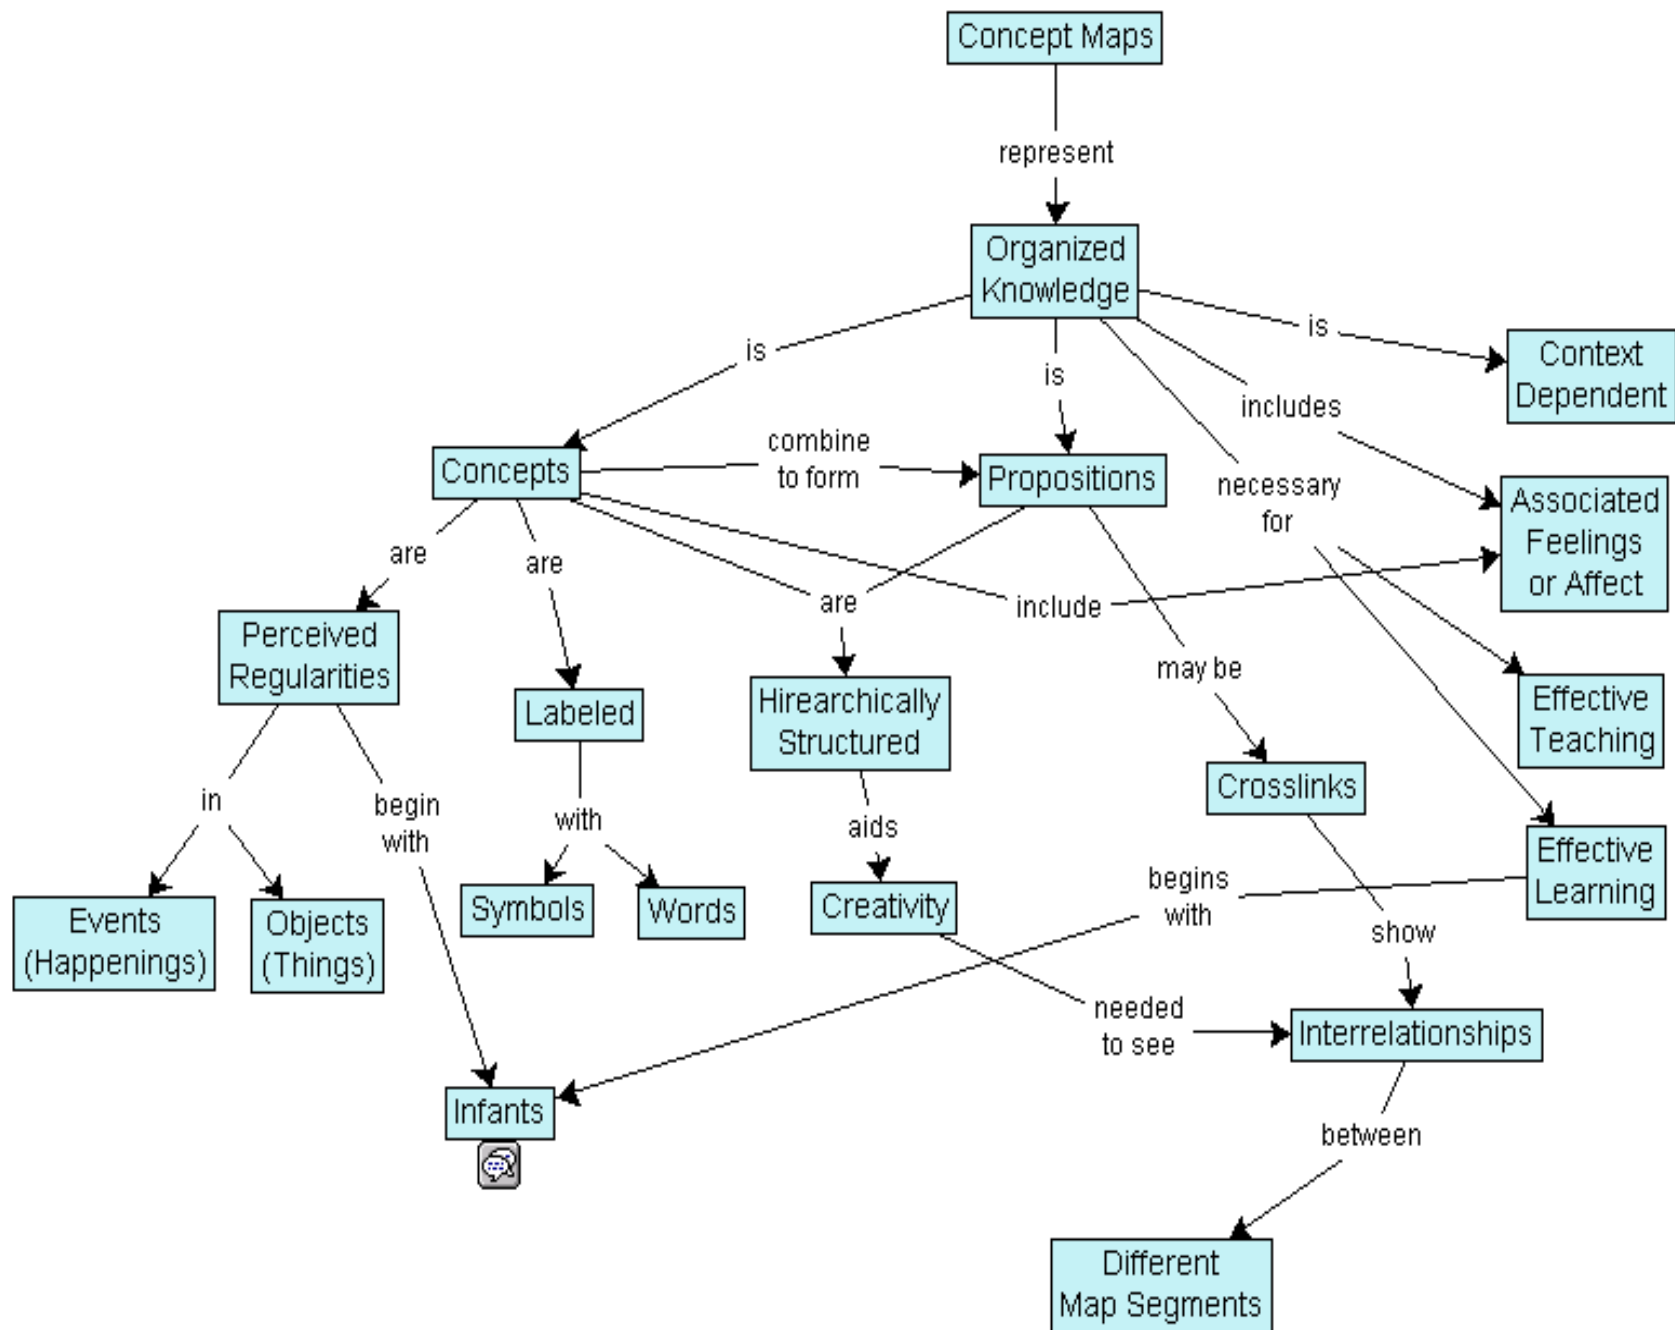 Concept Maps
represent
Organized
Knowledge
is
is
is
includes
Context
Dependent
necessary
for
Concepts
combine
to form
Propositions
Associated
Feelings
or Affect
are
are
are
include
may be
Perceived
Regularities
Labeled
Hirearchically
Structured
Effective
Teaching
Crosslinks
in
begin
with
with
aids
Effective
Learning
begins
with
Events
(Happenings)
Objects
(Things)
Symbols
Words
Creativity
show
needed
to see
Interrelationships
Infants
between
Different
Map Segments